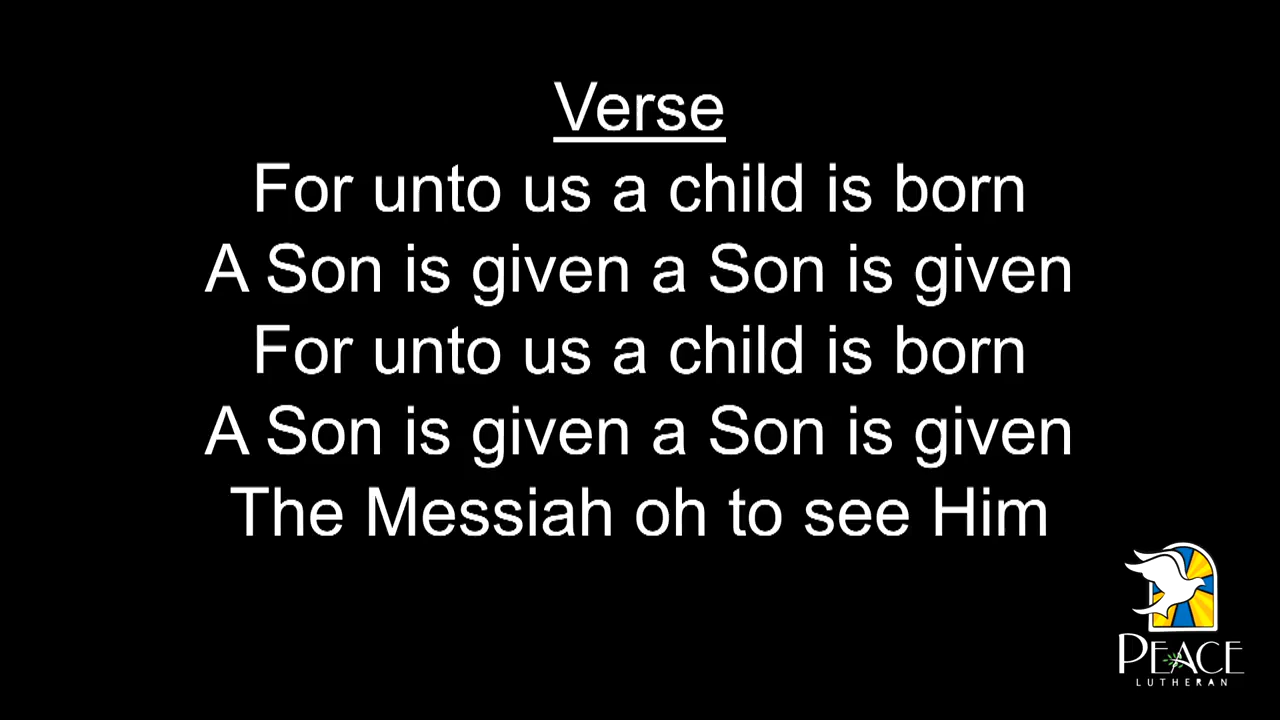 Verse
For unto us a child is born
A Son is given a Son is given
For unto us a child is born
A Son is given a Son is given
The Messiah oh to see Him
PEACE
LUTHERAN